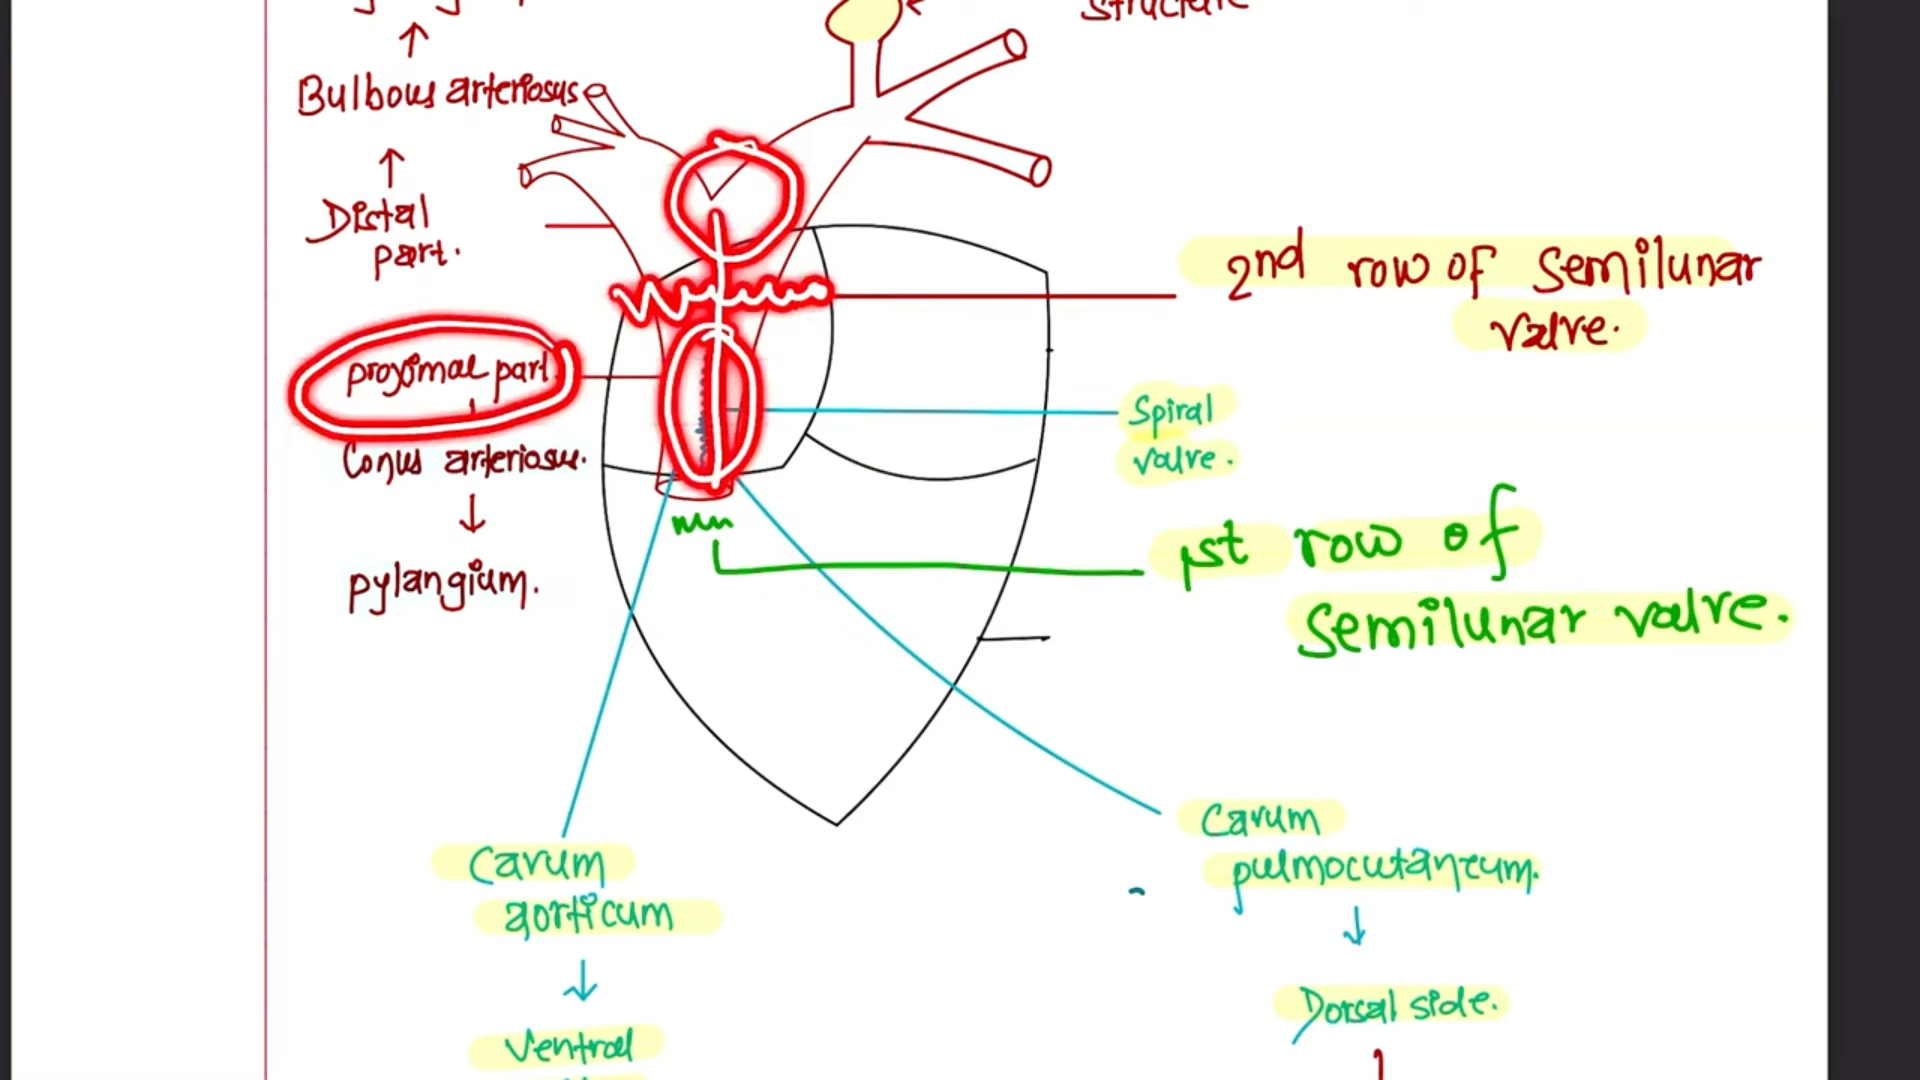 Structure
Bulbous arteriosus
Distal
part.
2nd row of Semilunar
valve.
proximal part
Spiral
valve.
Conus arteriosus.
1st row of
Semilunar valve.
pylangium.
Cavum
pulmocutaneum.
Cavum
aorticum
Dorsal side.
Ventral